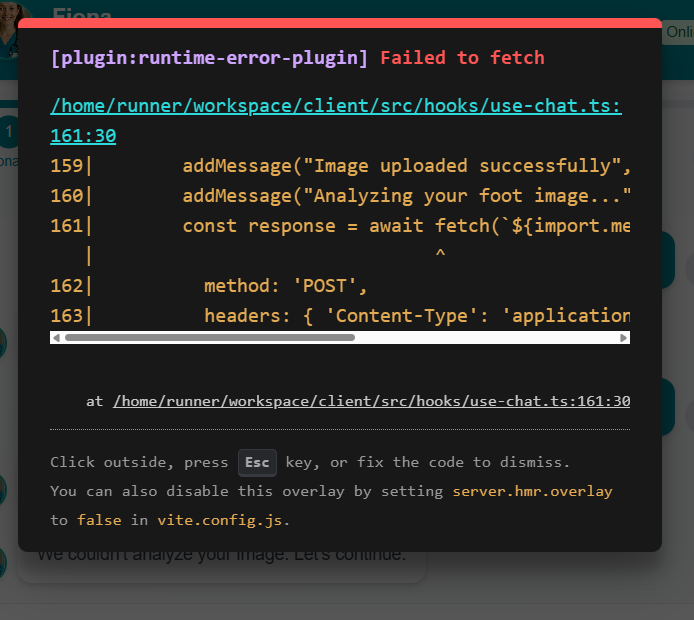 Fiona
Onli
[plugin:runtime-error-plugin] Failed to fetch
/home/runner/workspace/client/src/hooks/use-chat.ts:
161:30
1
ona
159|        addMessage("Image uploaded successfully",
160|        addMessage("Analyzing your foot image..."
161|        const response = await fetch(`${import.me
   |                               ^
162|          method: 'POST',
163|          headers: { 'Content-Type': 'application
at /home/runner/workspace/client/src/hooks/use-chat.ts:161:30
Click outside, press Esc key, or fix the code to dismiss.
You can also disable this overlay by setting server.hmr.overlay
to false in vite.config.js.
We couldn't analyze your image. Let's continue.